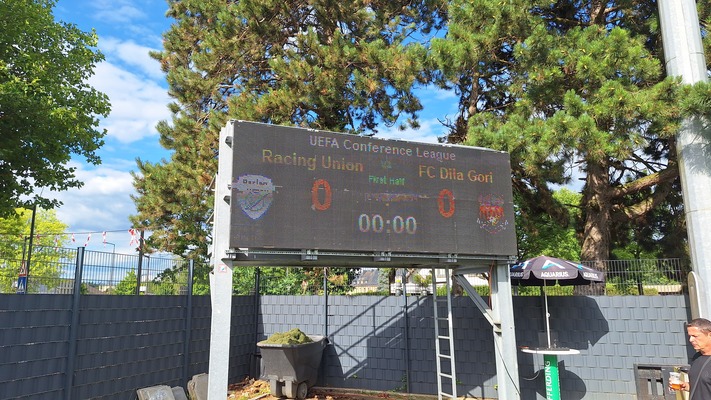 UEFA Conference League
Racing Union
FC Dila Gori
First Half
0
0
00:00
AQUARIUS